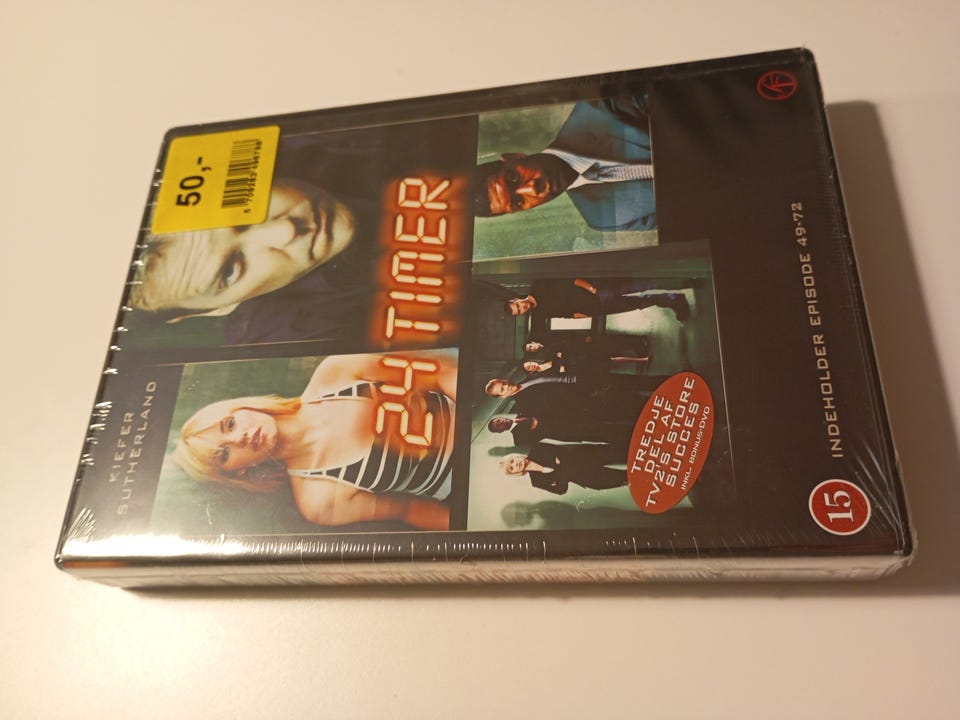 50,-
KIEFER
SUTHERLAND
24 TIMER
TREDJE
DEL AF
TV2'S STORE
SUCCES
INKL. BONUS-DVD
INDEHOLDER EPISODE 49-72
15